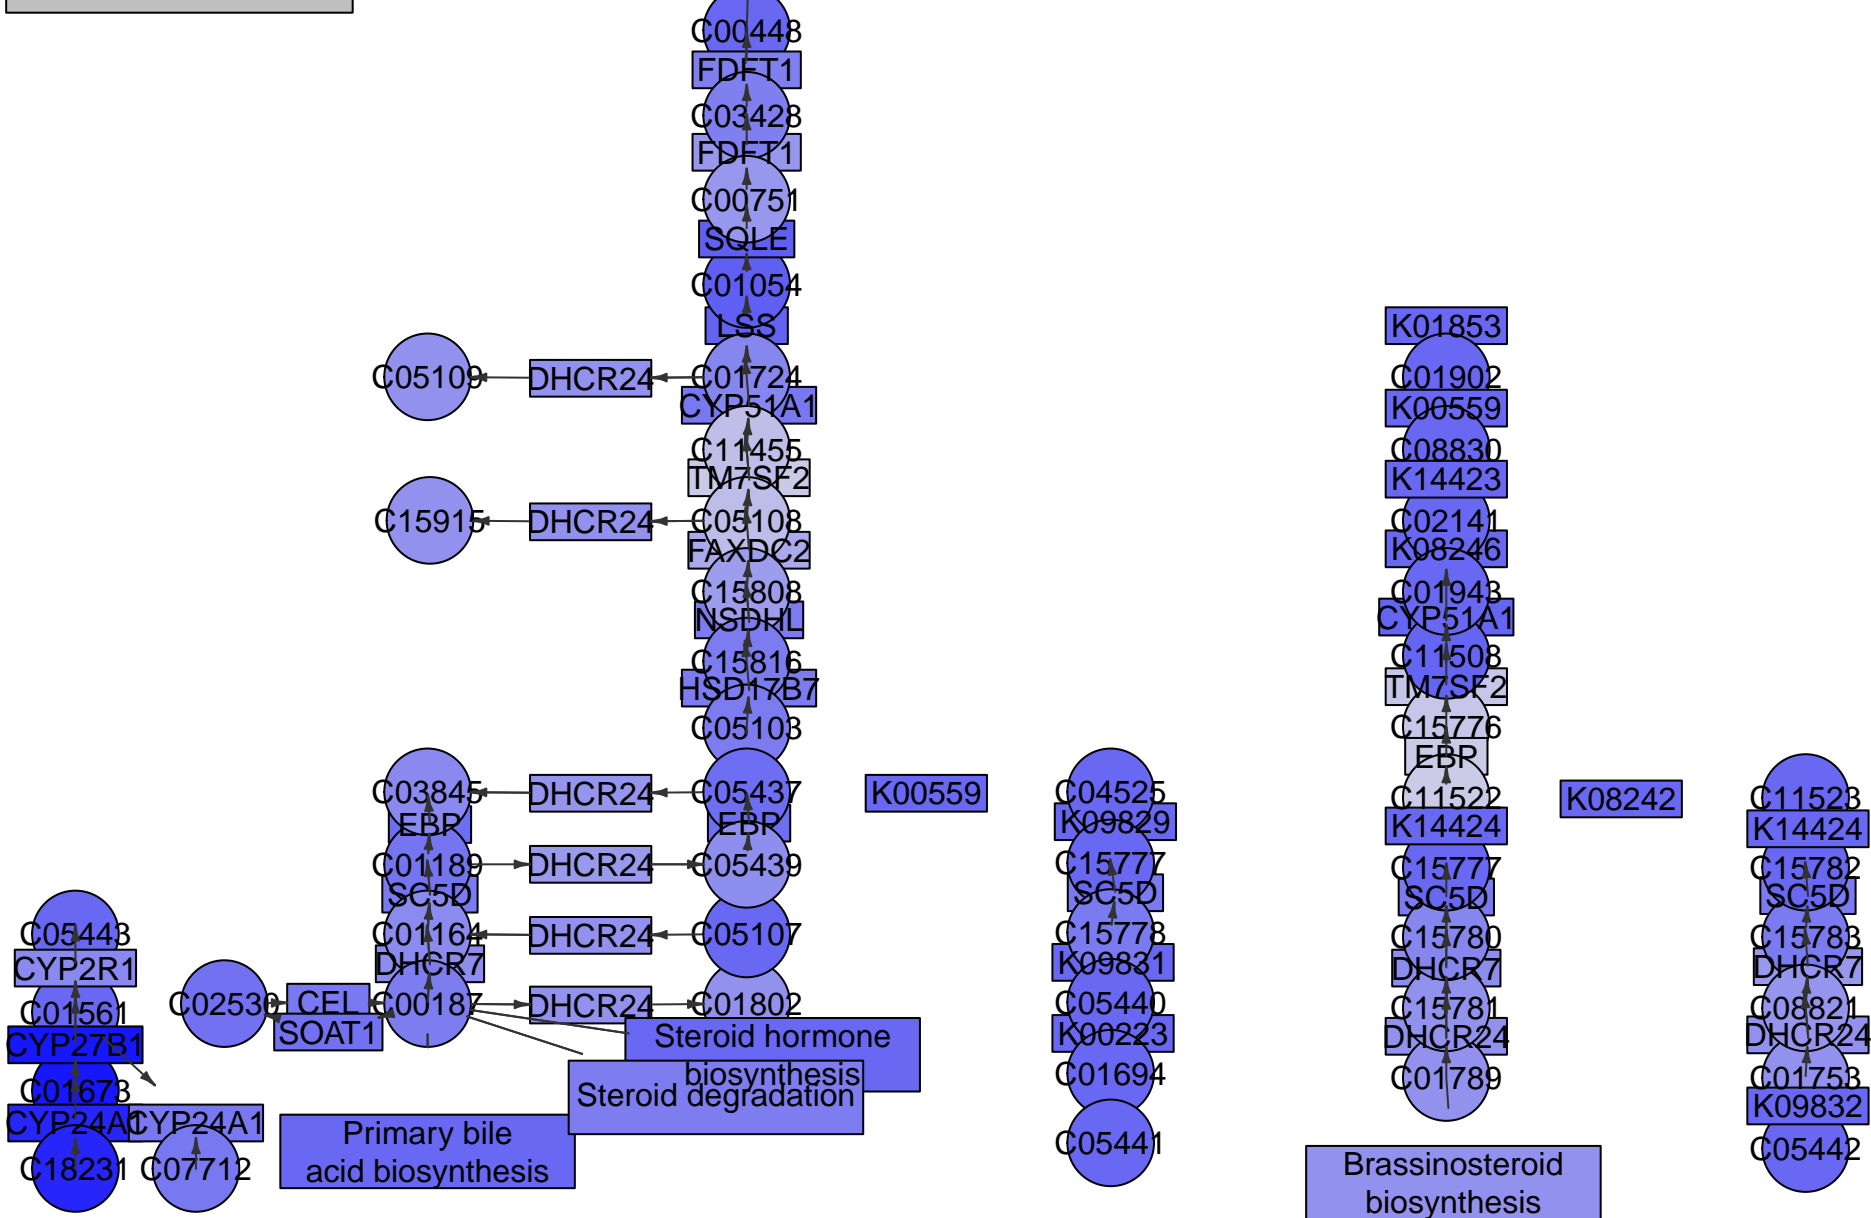 C00448
FDFT1
C03428
FDFT1
C00751
SQLE
C01054
LSS
C05109
DHCR24
C01724
CYP51A1
C11455
TM7SF2
C15915
DHCR24
C05108
FAXDC2
C15808
NSDHL
C15816
HSD17B7
C05103
C03845
DHCR24
C05437
EBP
EBP
C01189
DHCR24
C05439
SC5D
C01164
DHCR24
C05107
DHCR7
C02530
CEL
SOAT1
C00187
DHCR24
C01802
Steroid hormone
biosynthesis
Steroid degradation
Primary bile
acid biosynthesis
C05443
CYP2R1
C01561
CYP27B1
C01673
CYP24A1
CYP24A1
C18231
C07712
K00559
C04525
K09829
C15777
SC5D
C15778
K09831
C05440
K00223
C01694
C05441
K01853
C01902
K00559
C08830
K14423
C02141
K08246
C01943
CYP51A1
C11508
TM7SF2
C15776
EBP
C11522
K14424
C15777
SC5D
C15780
DHCR7
C15781
DHCR24
C01789
Brassinosteroid
biosynthesis
K08242
C11523
K14424
C15782
SC5D
C15783
DHCR7
C08821
DHCR24
C01753
K09832
C05442